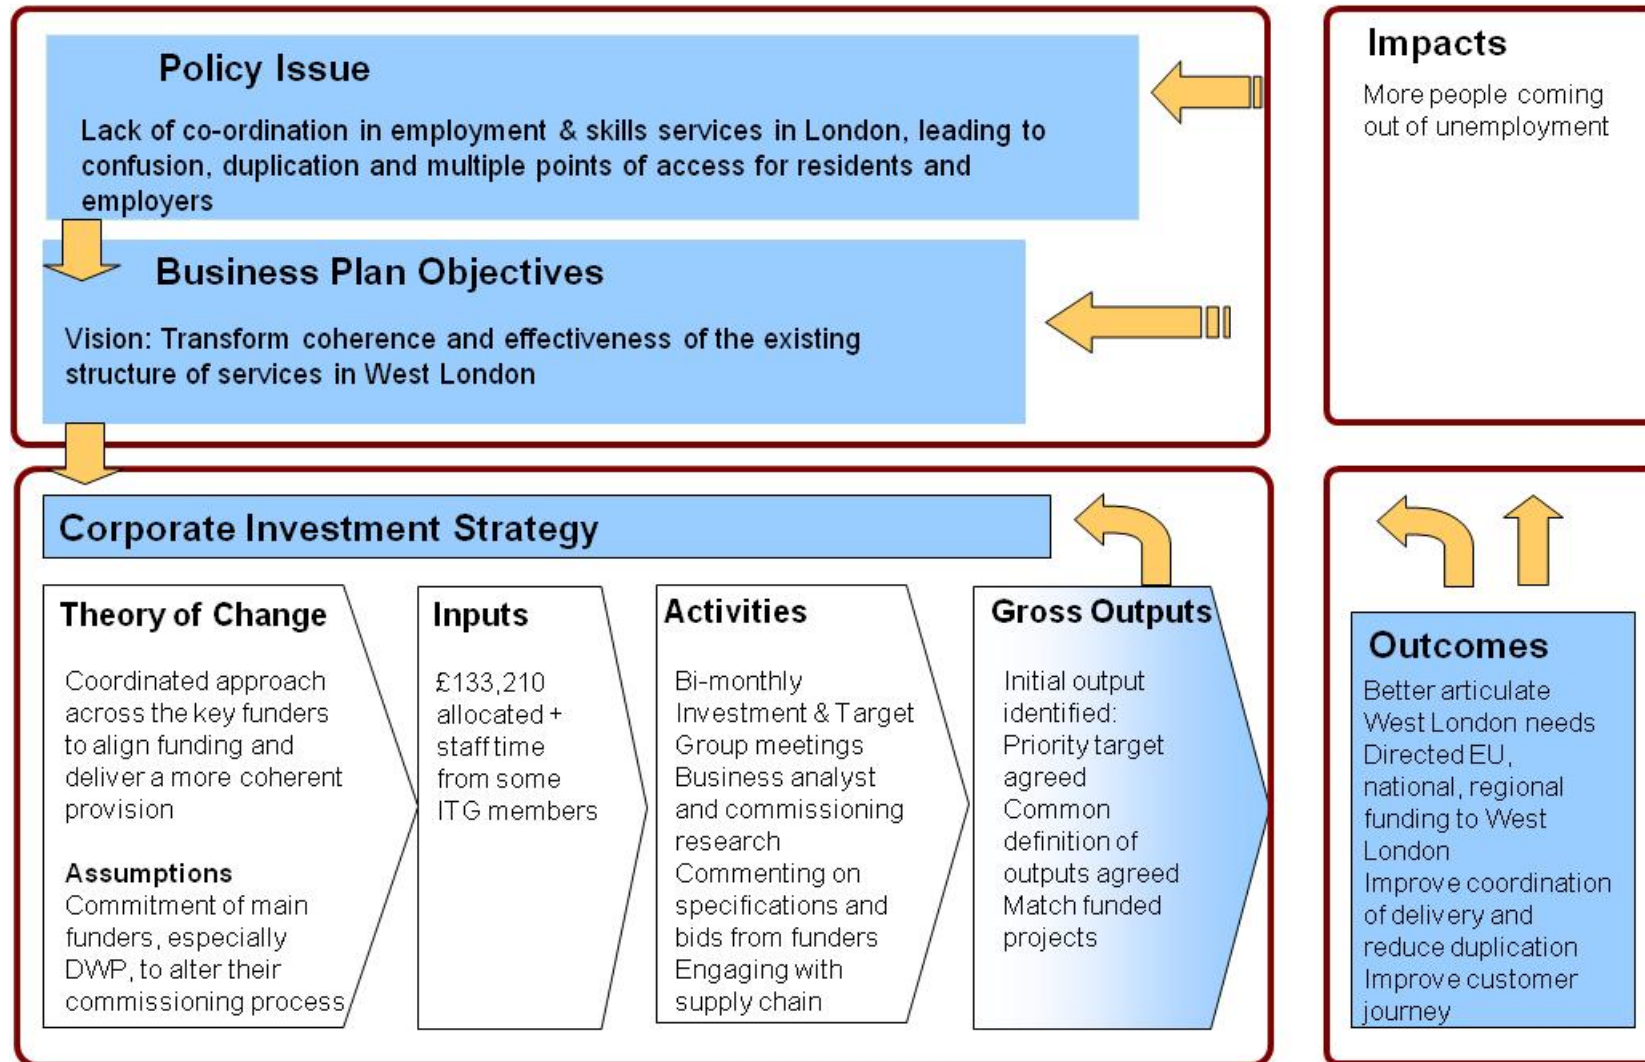 Policy Issue
Lack of co-ordination in employment & skills services in London, leading to
confusion, duplication and multiple points of access for residents and
employers
Business Plan Objectives
Vision: Transform coherence and effectiveness of the existing
structure of services in West London
Impacts
More people coming
out of unemployment
Corporate Investment Strategy
Theory of Change
Coordinated approach
across the key funders
to align funding and
deliver a more coherent
provision
Assumptions
Commitment of main
funders, especially
DWP, to alter their
commissioning process
Inputs
£133,210
allocated +
staff time
from some
ITG members
Activities
Bi-monthly
Investment & Target
Group meetings
Business analyst
and commissioning
research
Commenting on
specifications and
bids from funders
Engaging with
supply chain
Gross Outputs
Initial output
identified:
Priority target
agreed
Common
definition of
outputs agreed
Match funded
projects
Outcomes
Better articulate
West London needs
Directed EU,
national, regional
funding to West
London
Improve coordination
of delivery and
reduce duplication
Improve customer
journey